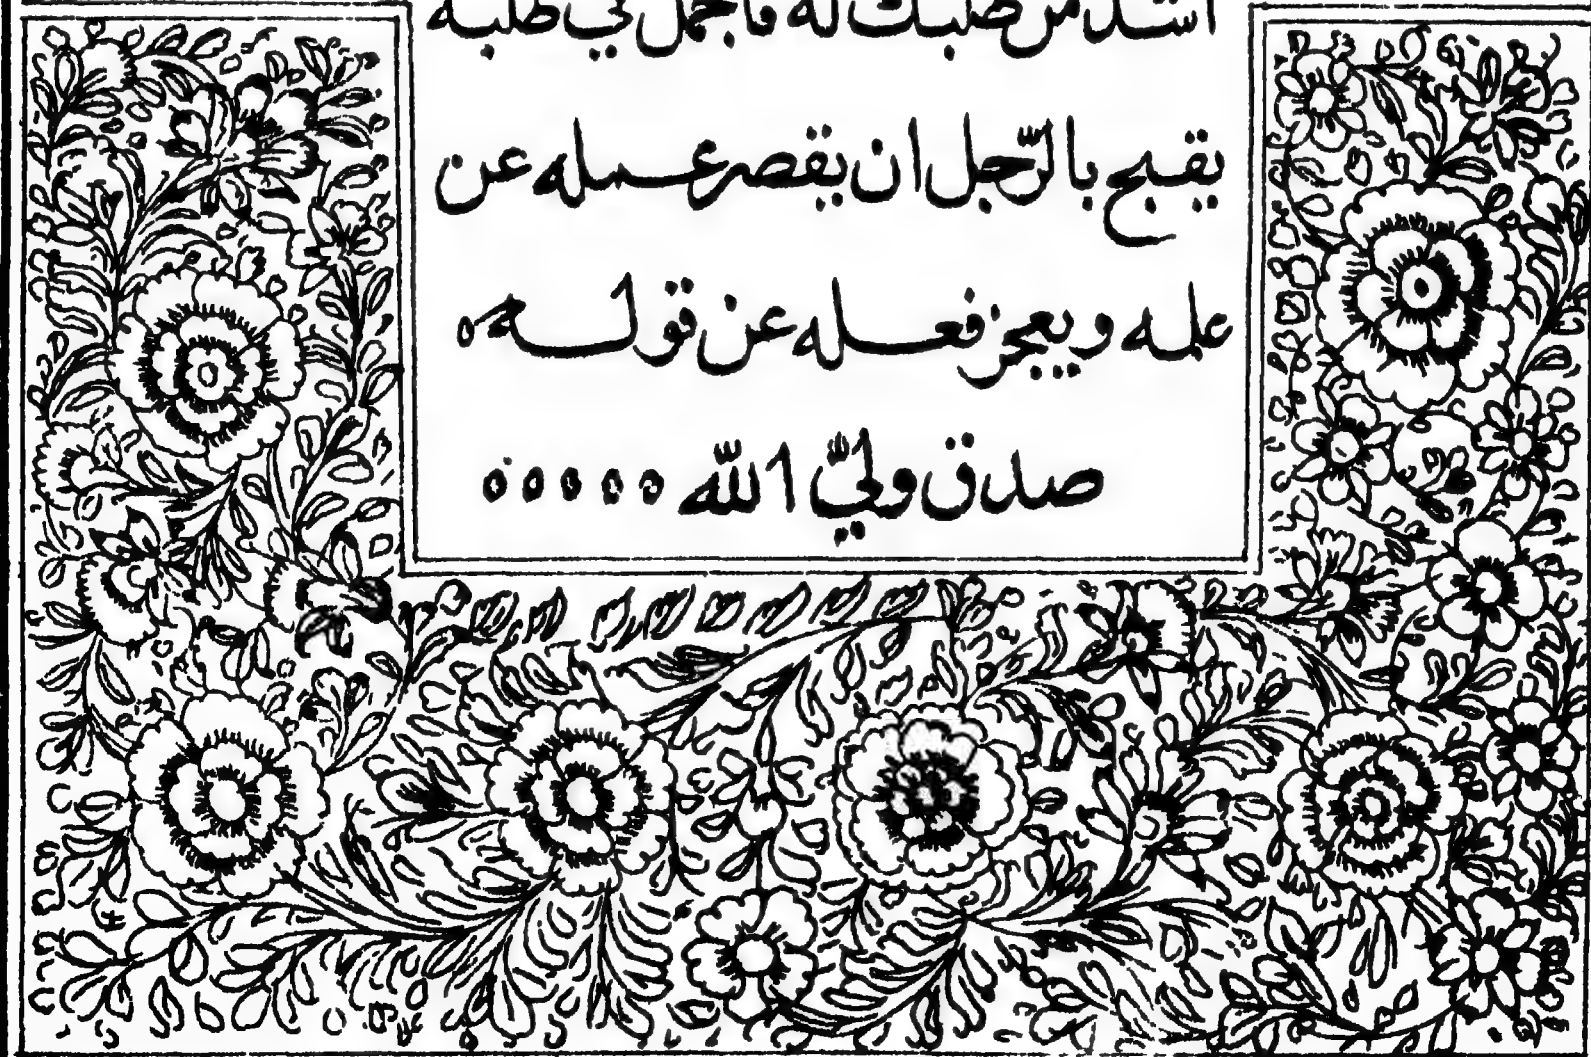 اشد من طلبك له فاجمل في طلبه
يقبح بالرّجل ان يقصر عمله عن
علمه ويعجز فعله عن قوله ه
صدق وليّ الله ه ه ه ه ه